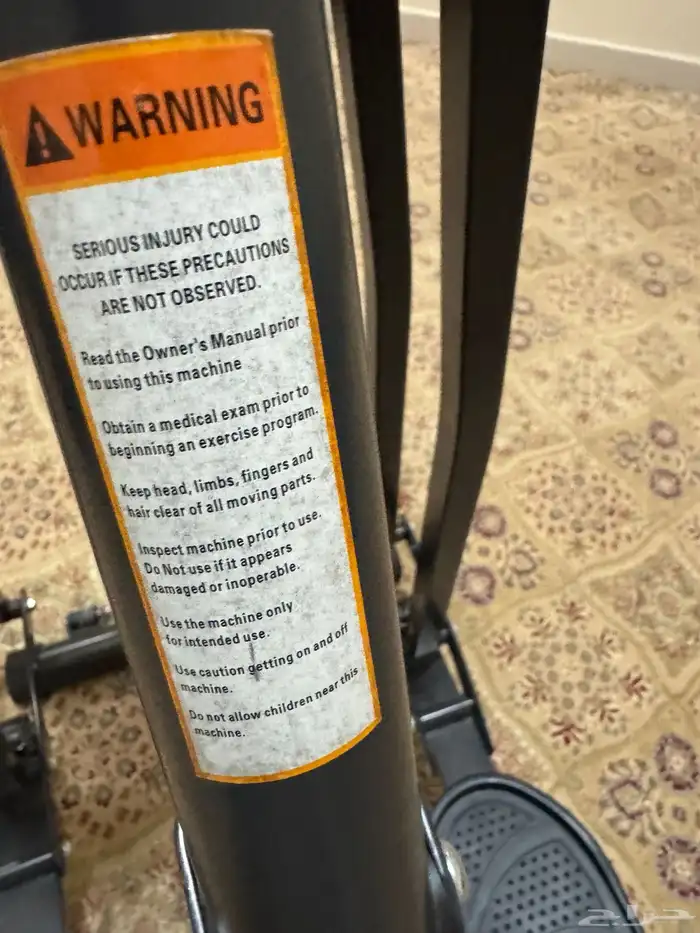 WARNING
SERIOUS INJURY COULD
OCCUR IF THESE PRECAUTIONS
ARE NOT OBSERVED.
Read the Owner's Manual prior
to using this machine
Obtain a medical exam prior to
beginning an exercise program.
Keep head, limbs, fingers and
hair clear of all moving parts.
Inspect machine prior to use.
Do Not use if it appears
damaged or inoperable.
Use the machine only
for intended use.
Use caution getting on and off
machine.
Do not allow children near this
machine.
حراج